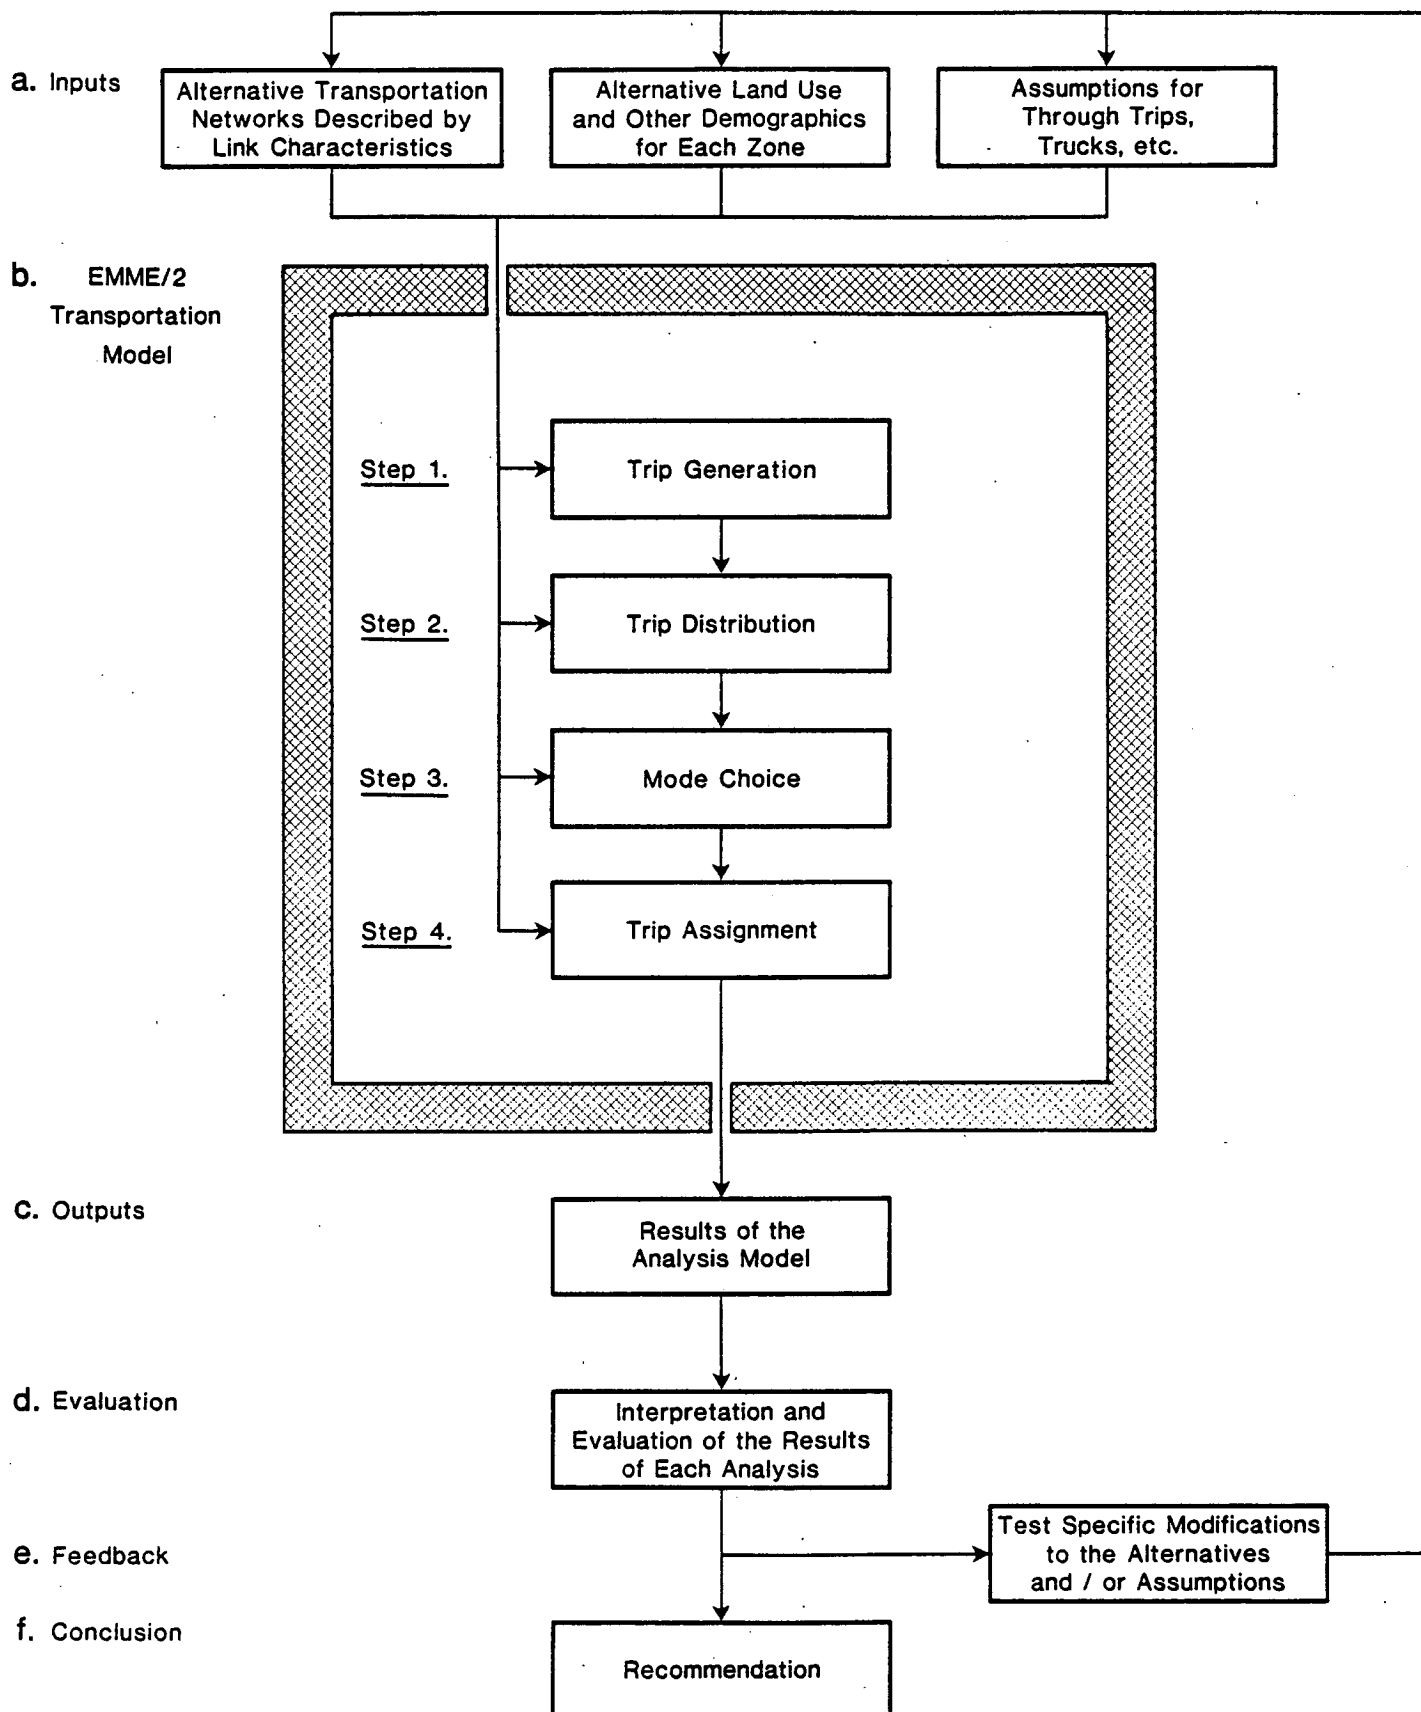 a. Inputs
Alternative Transportation
Networks Described by
Link Characteristics
Alternative Land Use
and Other Demographics
for Each Zone
Assumptions for
Through Trips,
Trucks, etc.
b. EMME/2
Transportation
Model
Step 1.
Trip Generation
Step 2.
Trip Distribution
Step 3.
Mode Choice
Step 4.
Trip Assignment
c. Outputs
Results of the
Analysis Model
d. Evaluation
Interpretation and
Evaluation of the Results
of Each Analysis
e. Feedback
Test Specific Modifications
to the Alternatives
and / or Assumptions
f. Conclusion
Recommendation